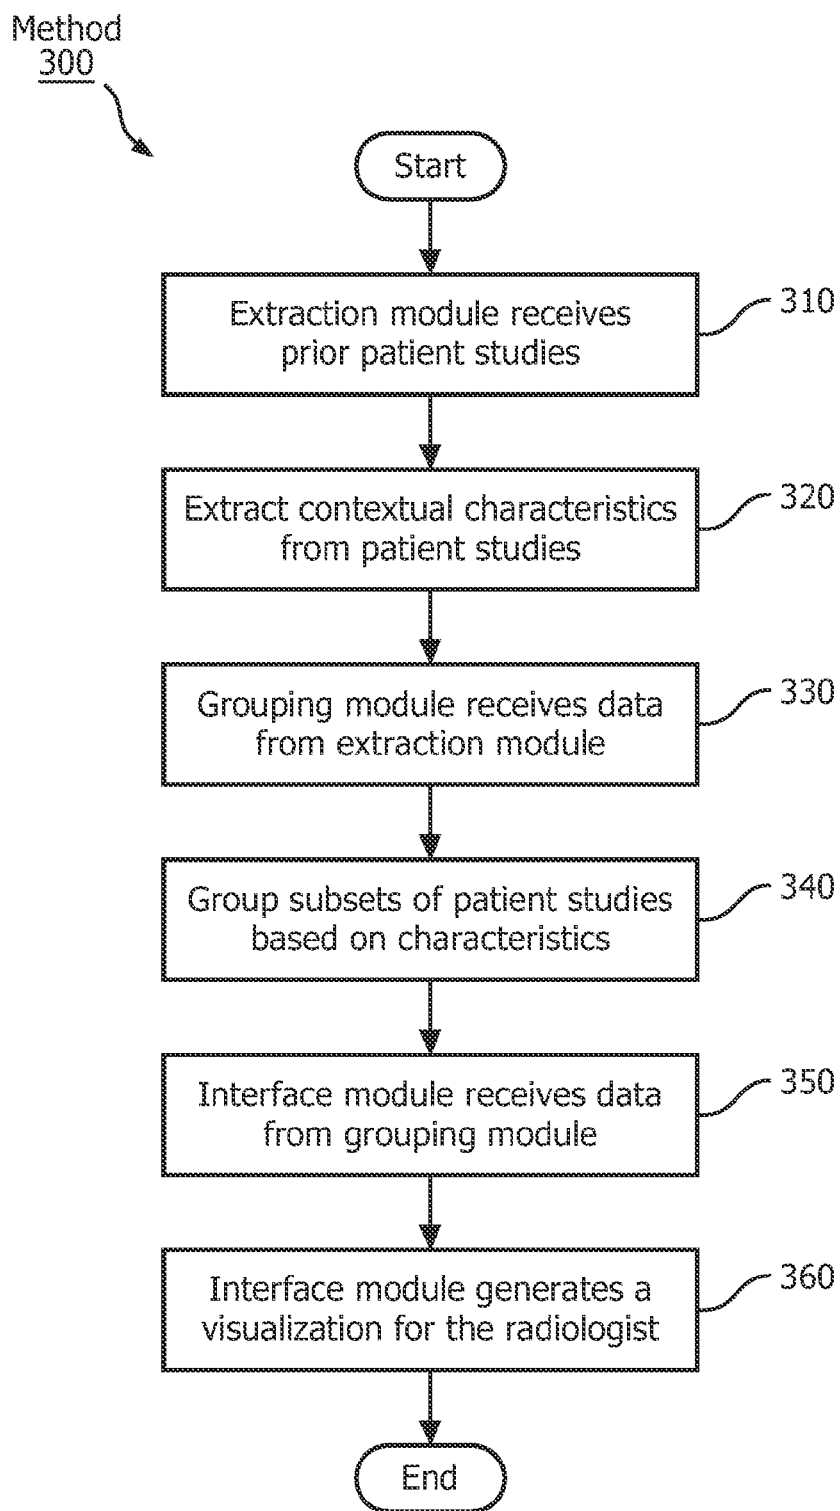 Method
300
Start
Extraction module receives
prior patient studies
310
Extract contextual characteristics
from patient studies
320
Grouping module receives data
from extraction module
330
Group subsets of patient studies
based on characteristics
340
Interface module receives data
from grouping module
350
Interface module generates a
visualization for the radiologist
360
End